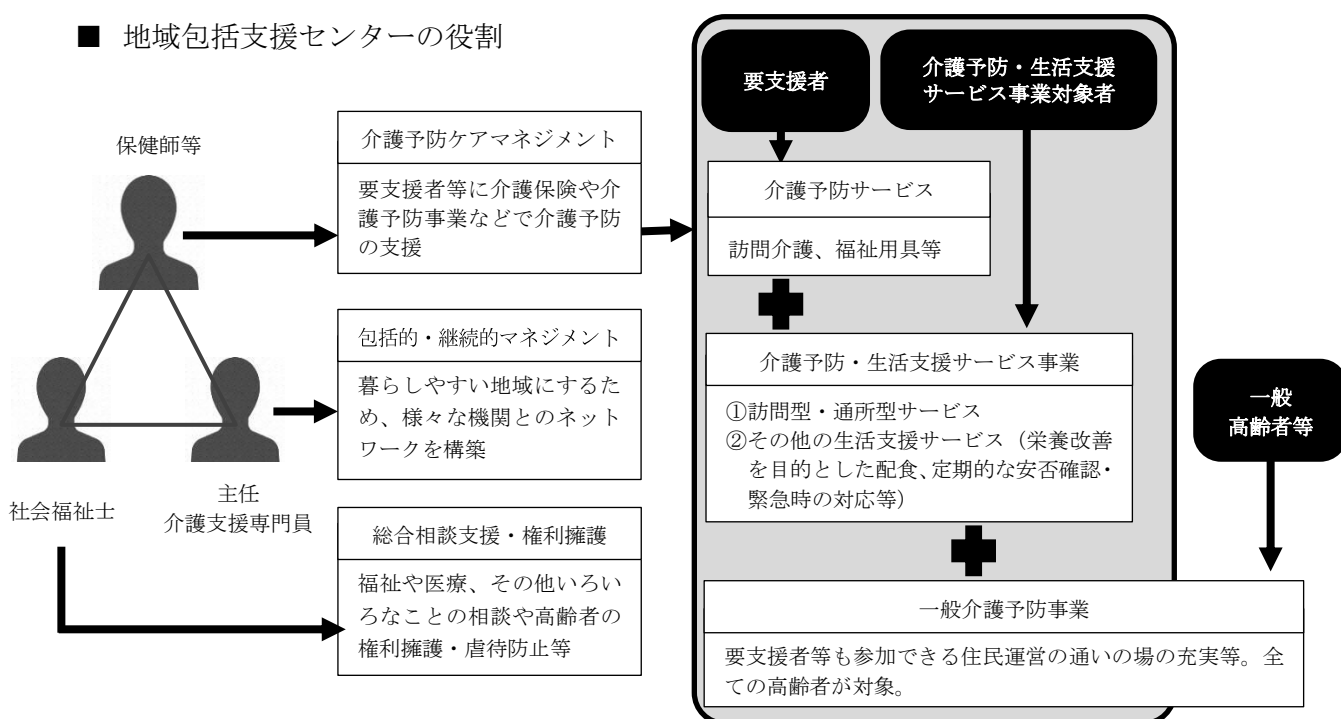 ■ 地域包括支援センターの役割
保健師等
社会福祉士
主任
介護支援専門員
介護予防ケアマネジメント
要支援者等に介護保険や介
護予防事業などで介護予防
の支援
包括的・継続的マネジメント
暮らしやすい地域にするた
め、様々な機関とのネット
ワークを構築
総合相談支援・権利擁護
福祉や医療、その他いろい
ろなことの相談や高齢者の
権利擁護・虐待防止等
要支援者
介護予防・生活支援
サービス事業対象者
介護予防サービス
訪問介護、福祉用具等
介護予防・生活支援サービス事業
①訪問型・通所型サービス
②その他の生活支援サービス（栄養改善
を目的とした配食、定期的な安否確認・
緊急時の対応等）
一般
高齢者等
一般介護予防事業
要支援者等も参加できる住民運営の通いの場の充実等。全
ての高齢者が対象。